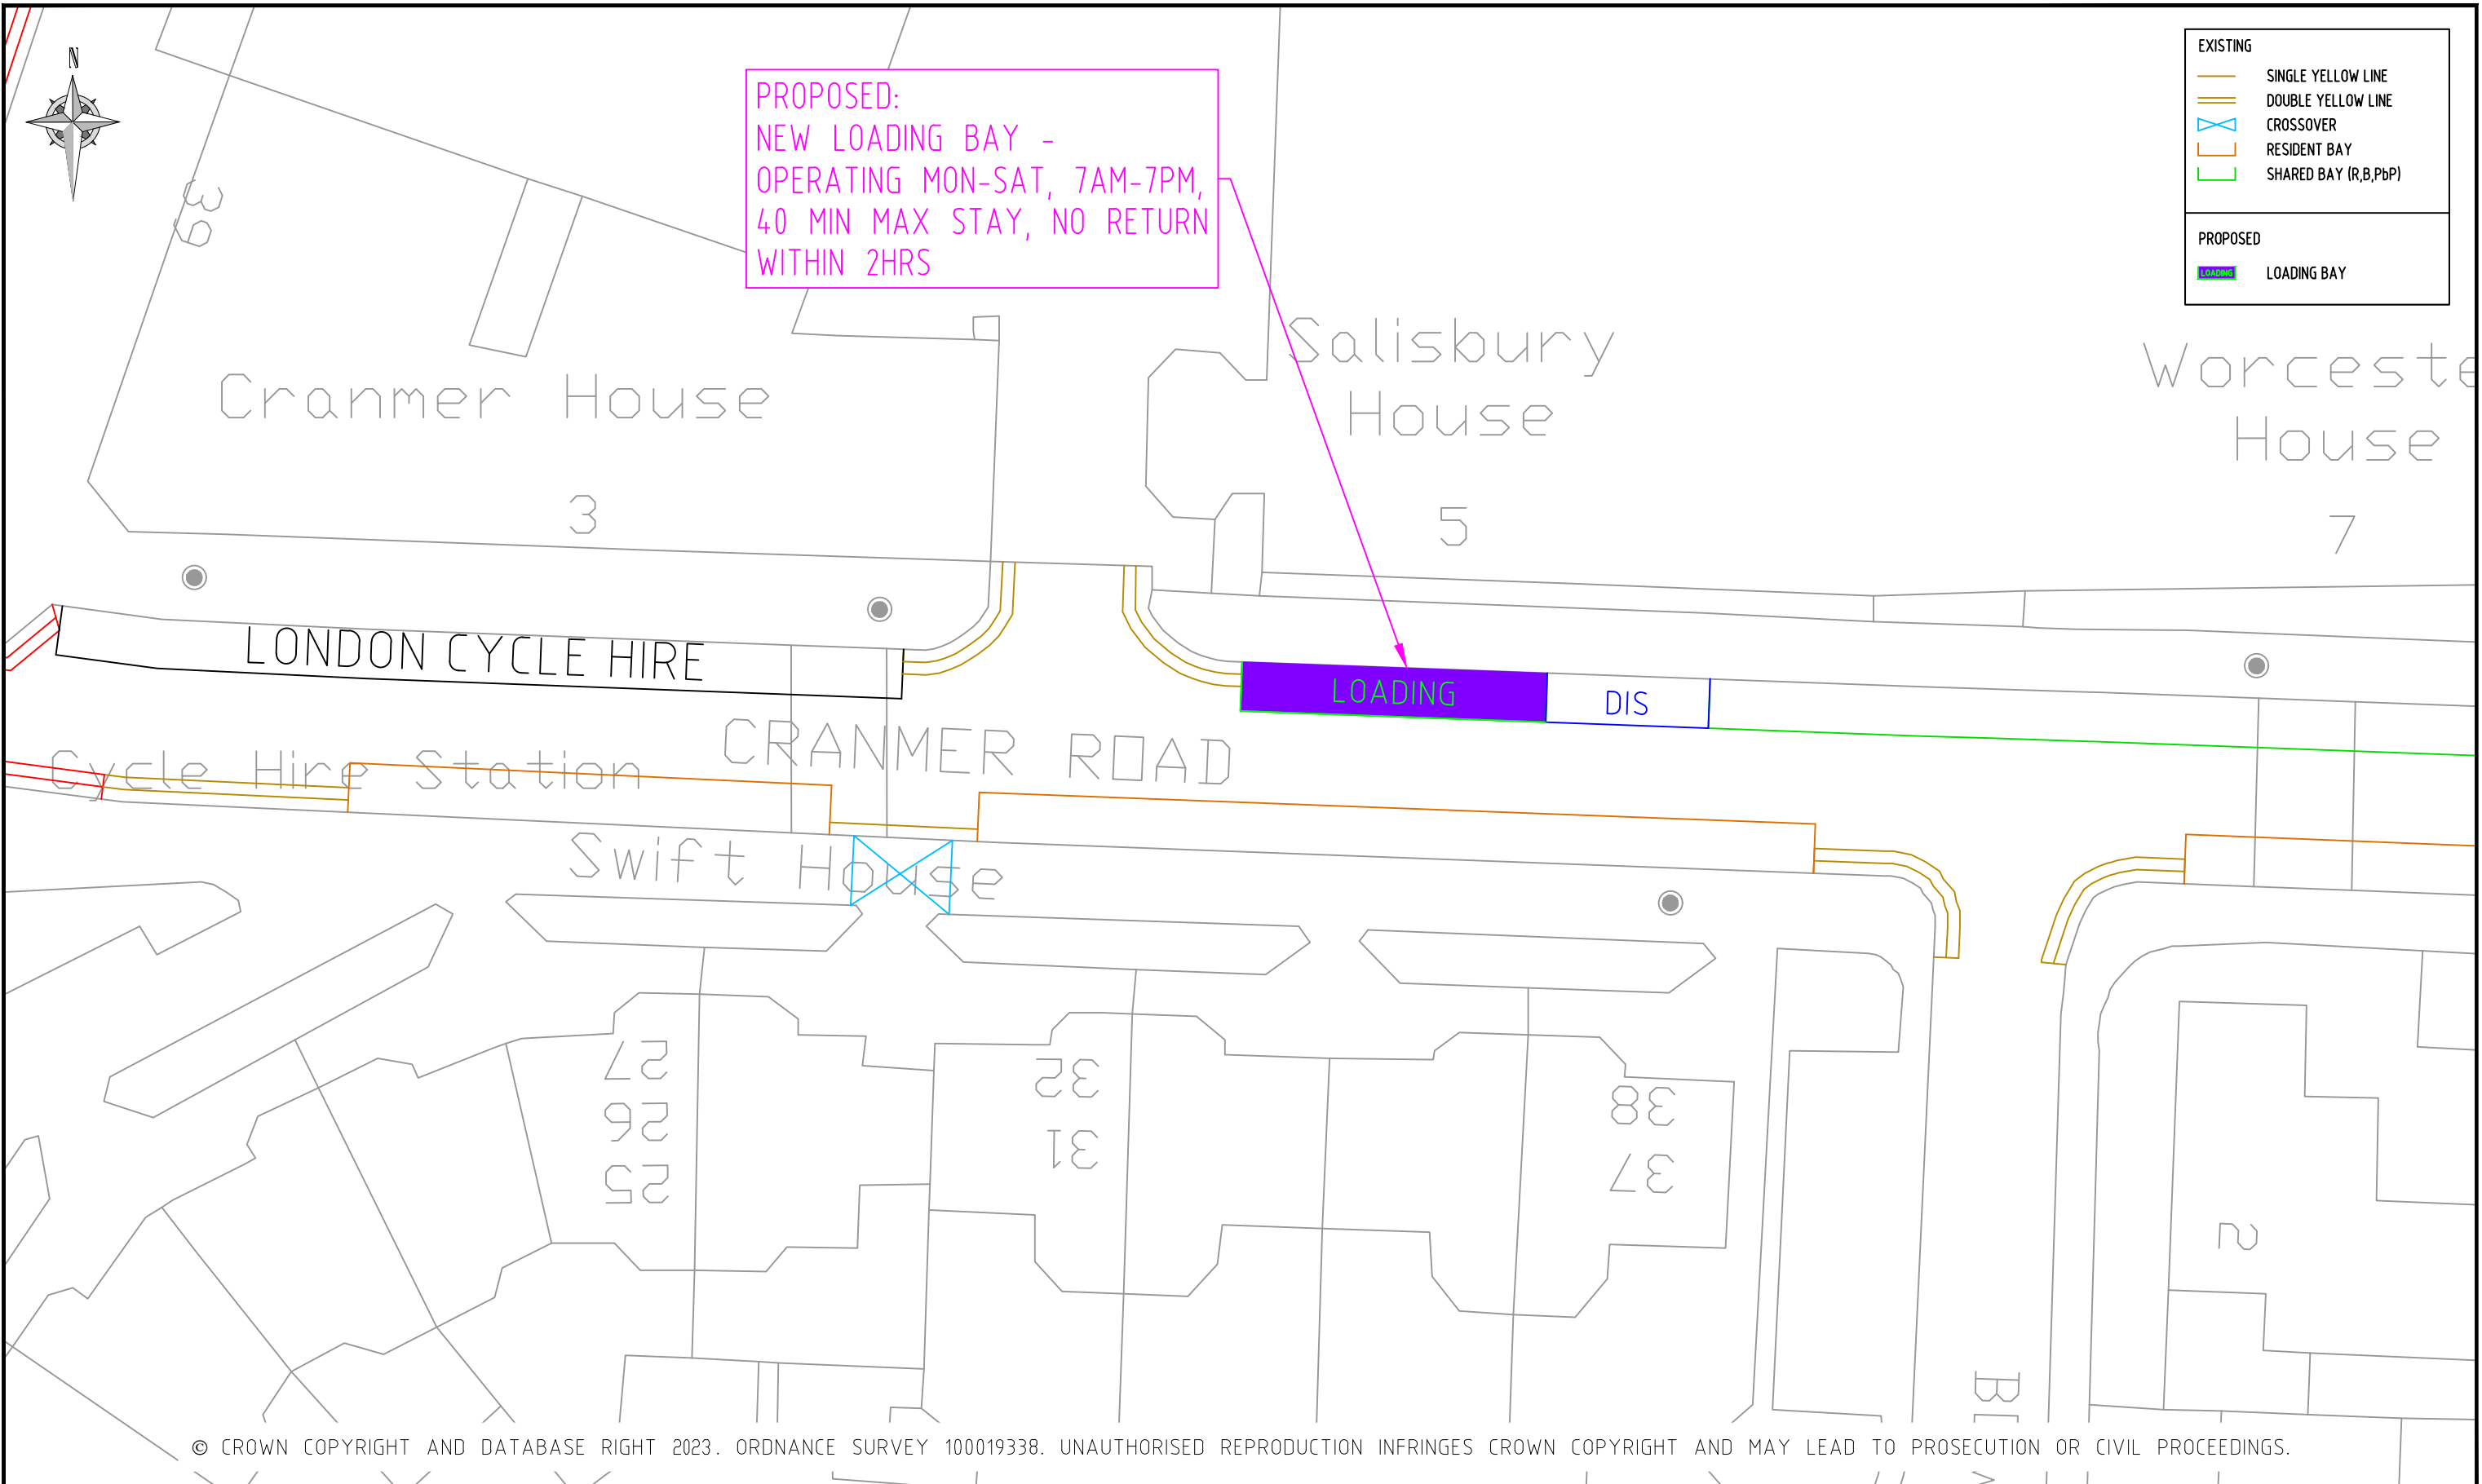 N
PROPOSED:
NEW LOADING BAY -
OPERATING MON-SAT, 7AM-7PM,
40 MIN MAX STAY, NO RETURN
WITHIN 2HRS
EXISTING
SINGLE YELLOW LINE
DOUBLE YELLOW LINE
CROSSOVER
RESIDENT BAY
SHARED BAY (R,B,PbP)
PROPOSED
LOADING
LOADING BAY
63
Cranmer House
3
Salisbury
House
5
Worceste
House
7
LONDON CYCLE HIRE
LOADING
DIS
CRANMER ROAD
Cycle Hire Station
Swift House
27
26
25
32
31
38
37
2
© CROWN COPYRIGHT AND DATABASE RIGHT 2023. ORDNANCE SURVEY 100019338. UNAUTHORISED REPRODUCTION INFRINGES CROWN COPYRIGHT AND MAY LEAD TO PROSECUTION OR CIVIL PROCEEDINGS.